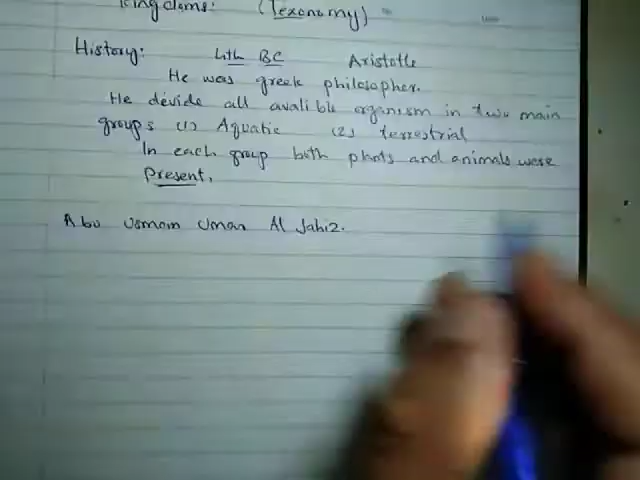 Kingdoms: (Texonomy)
History: 4th BC Aristotle
He was greek philosopher.
He devide all avalible organism in two main
groups (1) Aquatic (2) terrestrial
In each group both plants and animals were
Present.
Abu Usmam Umar Al Jahiz.